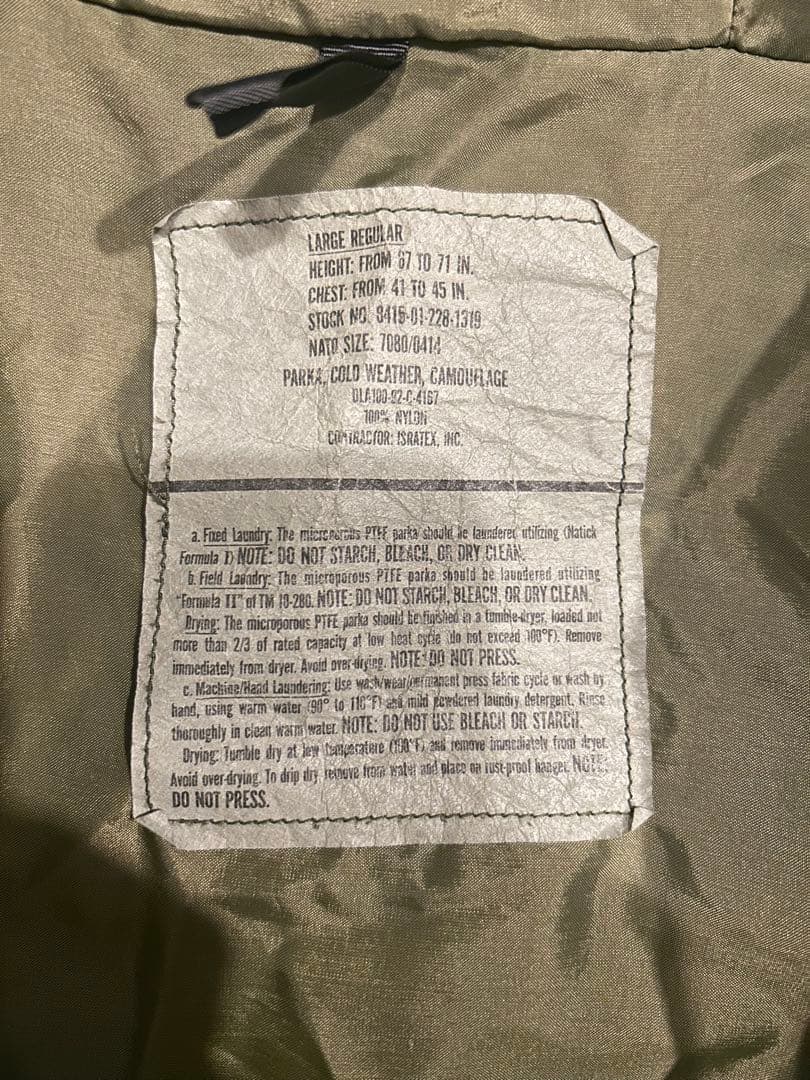 LARGE REGULAR
HEIGHT: FROM 67 TO 71 IN.
CHEST: FROM 41 TO 45 IN.
STOCK NO. 8415-01-228-1319
NATO SIZE: 7080/0414
PARKA, COLD WEATHER, CAMOUFLAGE
DLA100-92-C-4167
100% NYLON
CONTRACTOR: ISRATEX, INC.
a. Fixed Laundry: The microporous PTFE parka should be laundered utilizing (Natick
Formula I) NOTE: DO NOT STARCH, BLEACH, OR DRY CLEAN.
b. Field Laundry: The microporous PTFE parka should be laundered utilizing
"Formula II" of TM 10-280. NOTE: DO NOT STARCH, BLEACH, OR DRY CLEAN.
Drying: The microporous PTFE parka should be finished in a tumble-dryer, loaded not
more than 2/3 of rated capacity at low heat cycle (do not exceed 100°F). Remove
immediately from dryer. Avoid over-drying. NOTE: DO NOT PRESS.
c. Machine/Hand Laundering: Use wash/wear/permanent press fabric cycle or wash by
hand, using warm water (90° to 110°F) and mild powdered laundry detergent. Rinse
thoroughly in clean warm water. NOTE: DO NOT USE BLEACH OR STARCH.
Drying: Tumble dry at low temperature (100°F) and remove immediately from dryer.
Avoid over-drying. To drip dry, remove from water and place on rust-proof hanger. NOTE:
DO NOT PRESS.